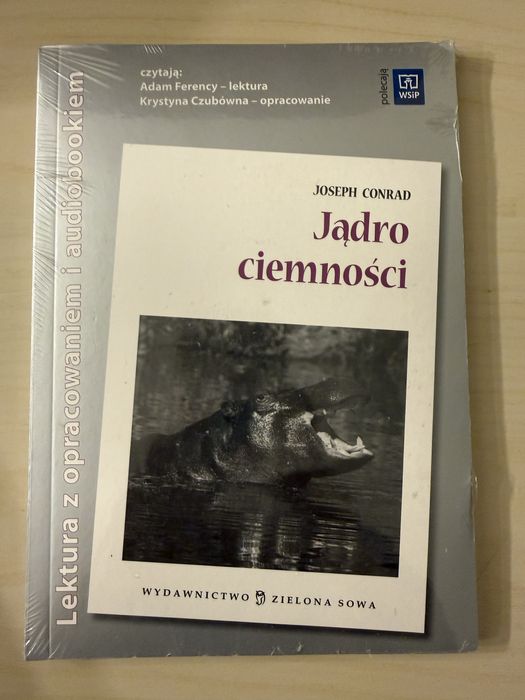 czytają:
Adam Ferency – lektura
Krystyna Czubówna – opracowanie
polecają
WSiP
Lektura z opracowaniem i audiobookiem
JOSEPH CONRAD
Jądro
ciemności
WYDAWNICTWO ZIELONA SOWA